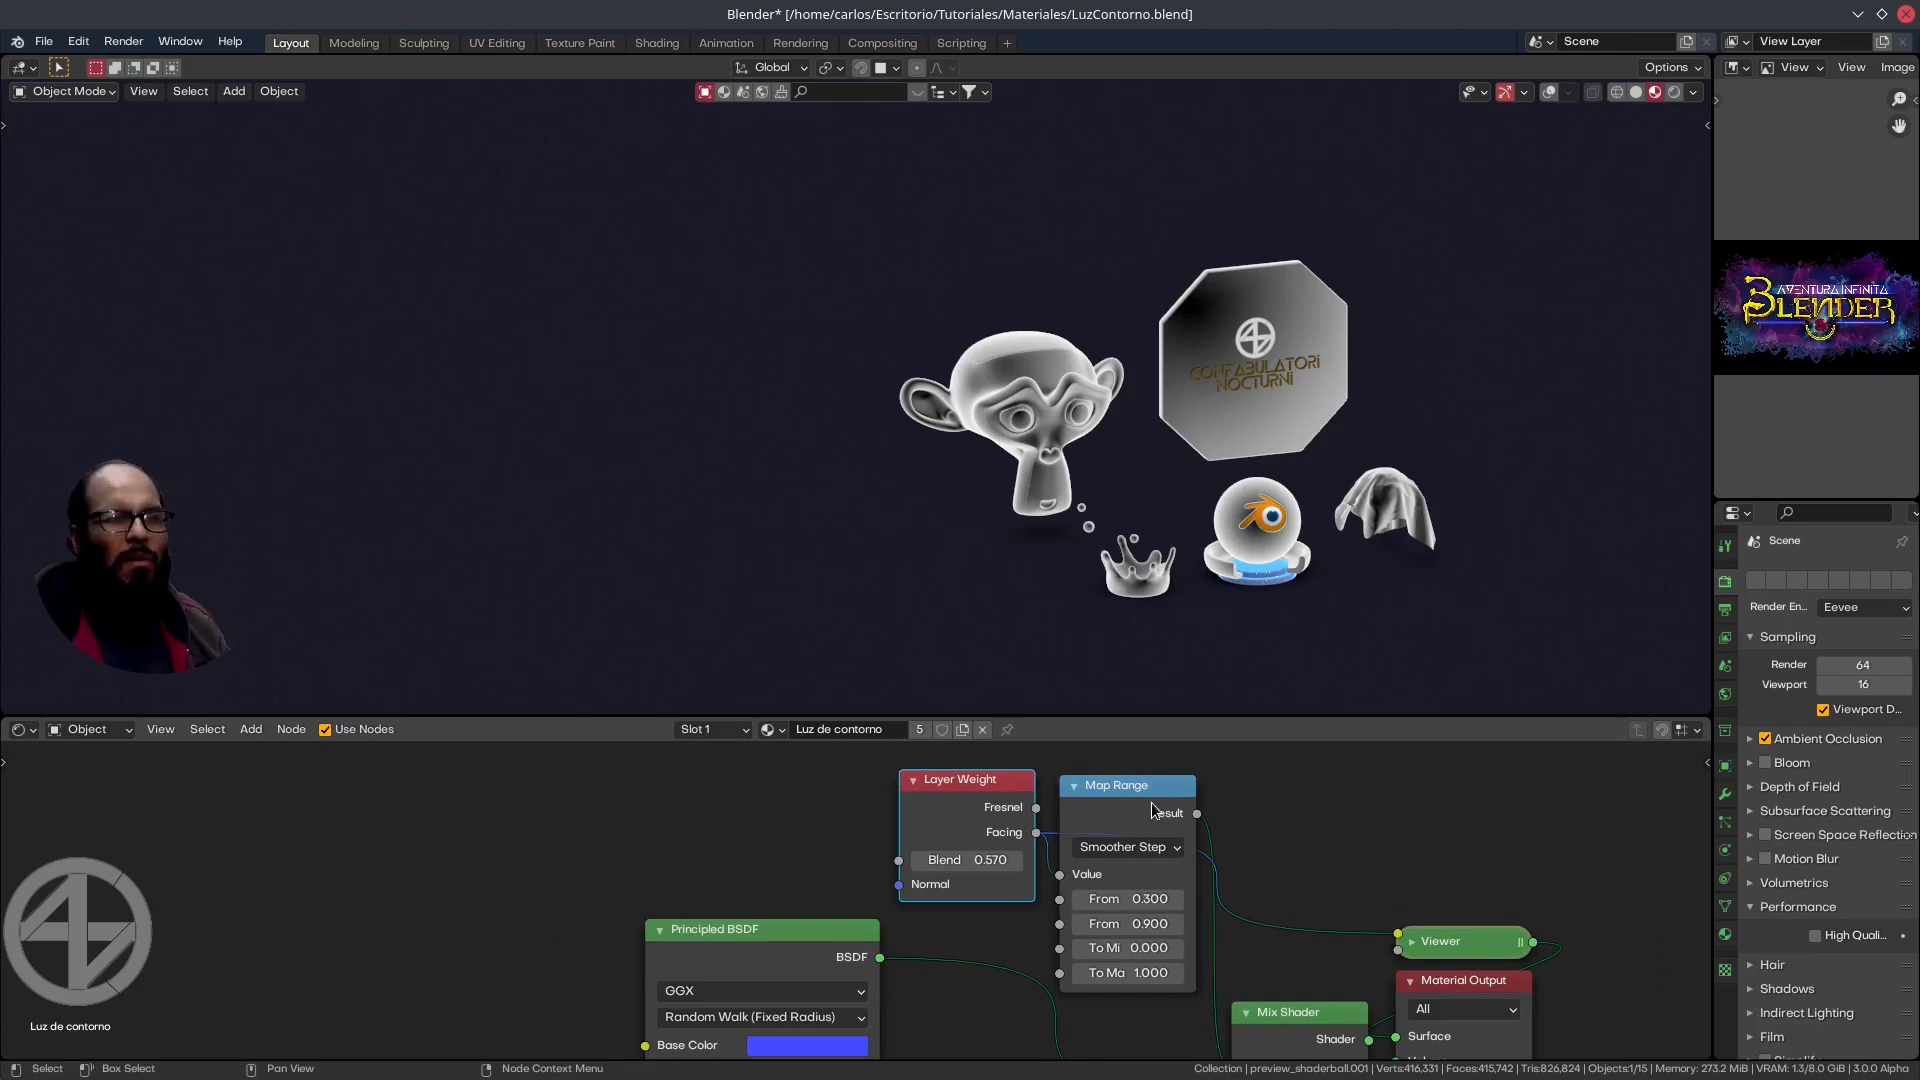 Blender* [/home/carlos/Escritorio/Tutoriales/Materiales/LuzContorno.blend]
File Edit Render Window Help Layout Modeling Sculpting UV Editing Texture Paint Shading Animation Rendering Compositing Scripting + Scene View Layer
Global Options View View Image
Object Mode View Select Add Object
CONFABULATORI
NOCTURNI
AVENTURA INFINITA
BLENDER
Scene
Render En... Eevee
Sampling
Render 64
Viewport 16
Viewport D...
Ambient Occlusion
Bloom
Depth of Field
Subsurface Scattering
Screen Space Reflection
Motion Blur
Volumetrics
Performance
High Quali...
Hair
Shadows
Indirect Lighting
Film
Object View Select Add Node Use Nodes Slot 1 Luz de contorno 5
Layer Weight
Fresnel
Facing
Blend 0.570
Normal
Map Range
esult
Smoother Step
Value
From 0.300
From 0.900
To Mi 0.000
To Ma 1.000
Principled BSDF
BSDF
GGX
Random Walk (Fixed Radius)
Base Color
Viewer
Material Output
All
Surface
Mix Shader
Shader
Luz de contorno
Select Box Select Pan View Node Context Menu Collection | preview_shaderball.001 | Verts:416,331 | Faces:415,742 | Tris:826,824 | Objects:1/15 | Memory: 273.2 MiB | VRAM: 1.3/8.0 GiB | 3.0.0 Alpha